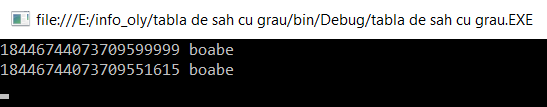 file:///E:/info_oly/tabla de sah cu grau/bin/Debug/tabla de sah cu grau.EXE
18446744073709599999 boabe
18446744073709551615 boabe